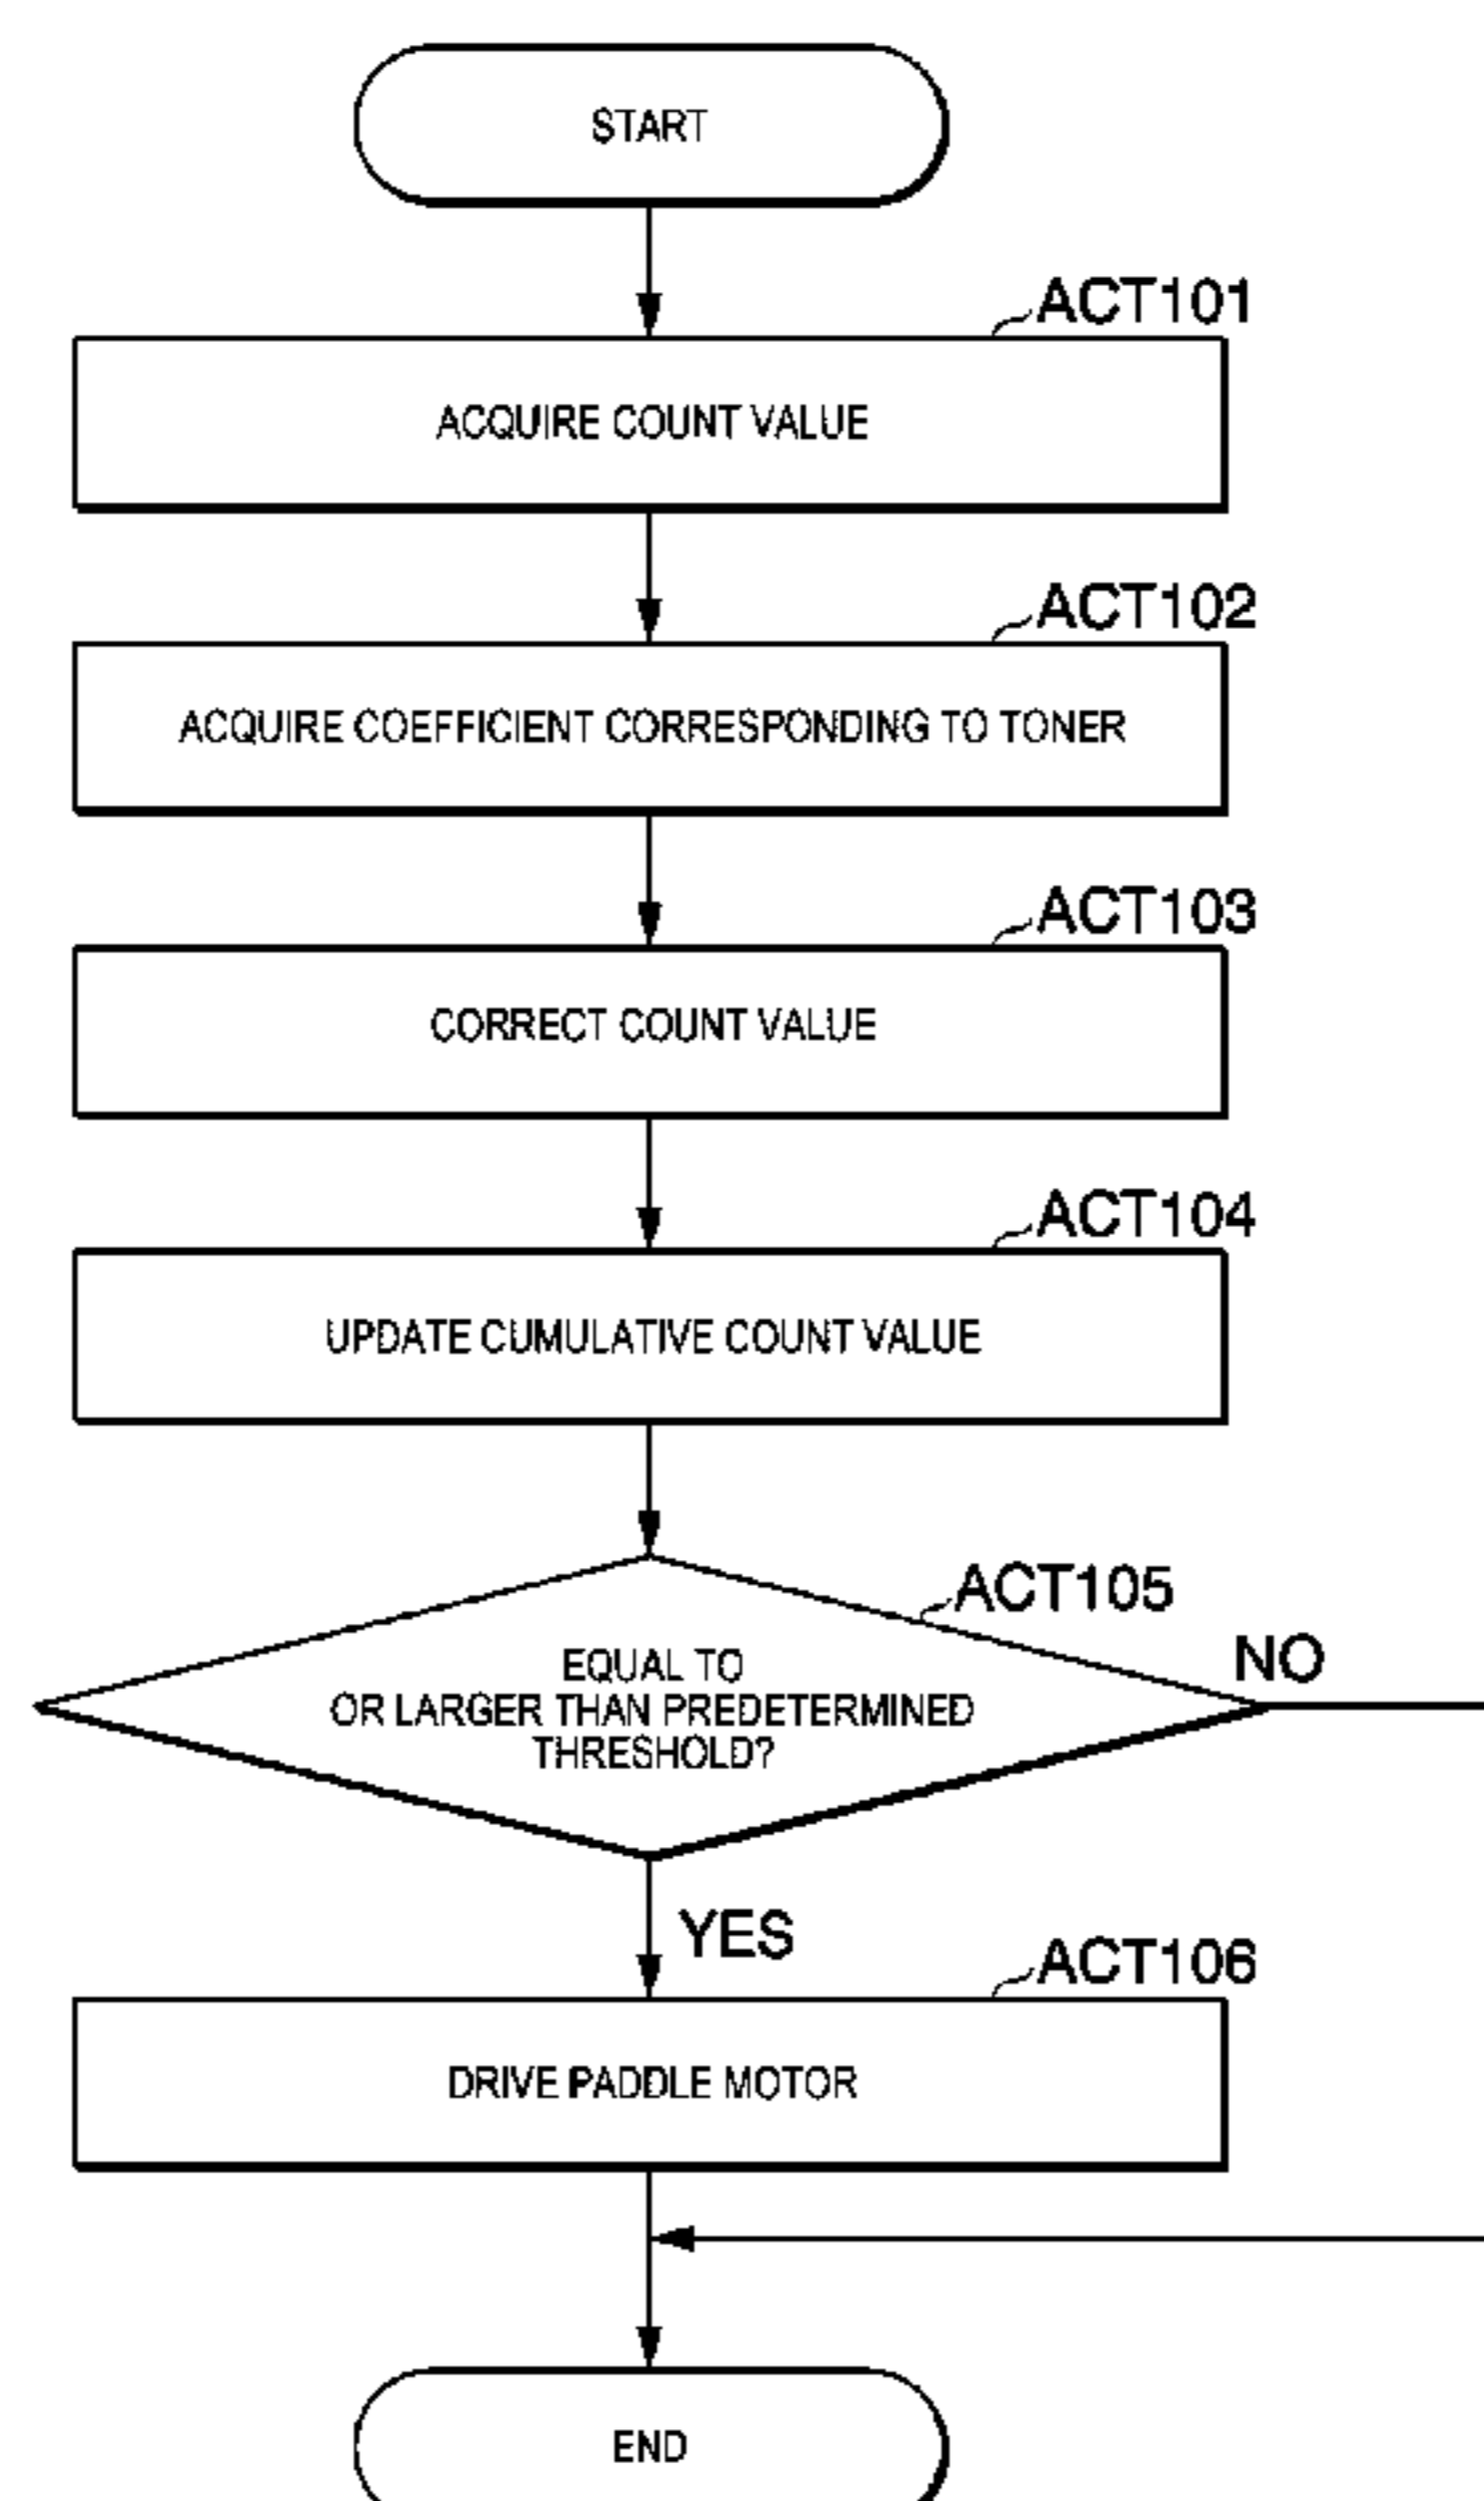 START
ACT101
ACQUIRE COUNT VALUE
ACT102
ACQUIRE COEFFICIENT CORRESPONDING TO TONER
ACT103
CORRECT COUNT VALUE
ACT104
UPDATE CUMULATIVE COUNT VALUE
ACT105
EQUAL TO
OR LARGER THAN PREDETERMINED
THRESHOLD?
NO
YES
ACT106
DRIVE PADDLE MOTOR
END